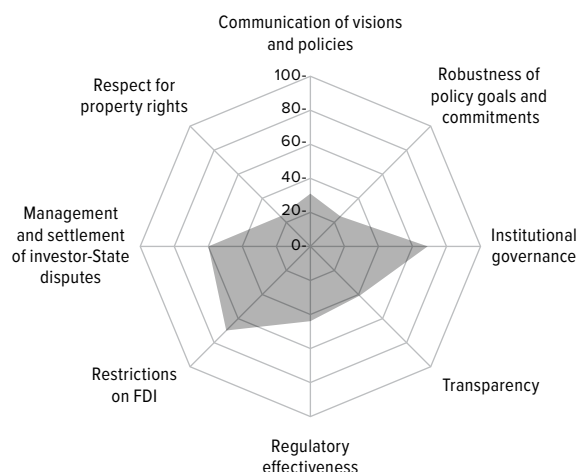 Communication of visions
and policies
Robustness of
policy goals and
commitments
Respect for
property rights
100-
80-
60-
40-
20-
0-
Management
and settlement
of investor-State
disputes
Institutional
governance
Restrictions
on FDI
Transparency
Regulatory
effectiveness